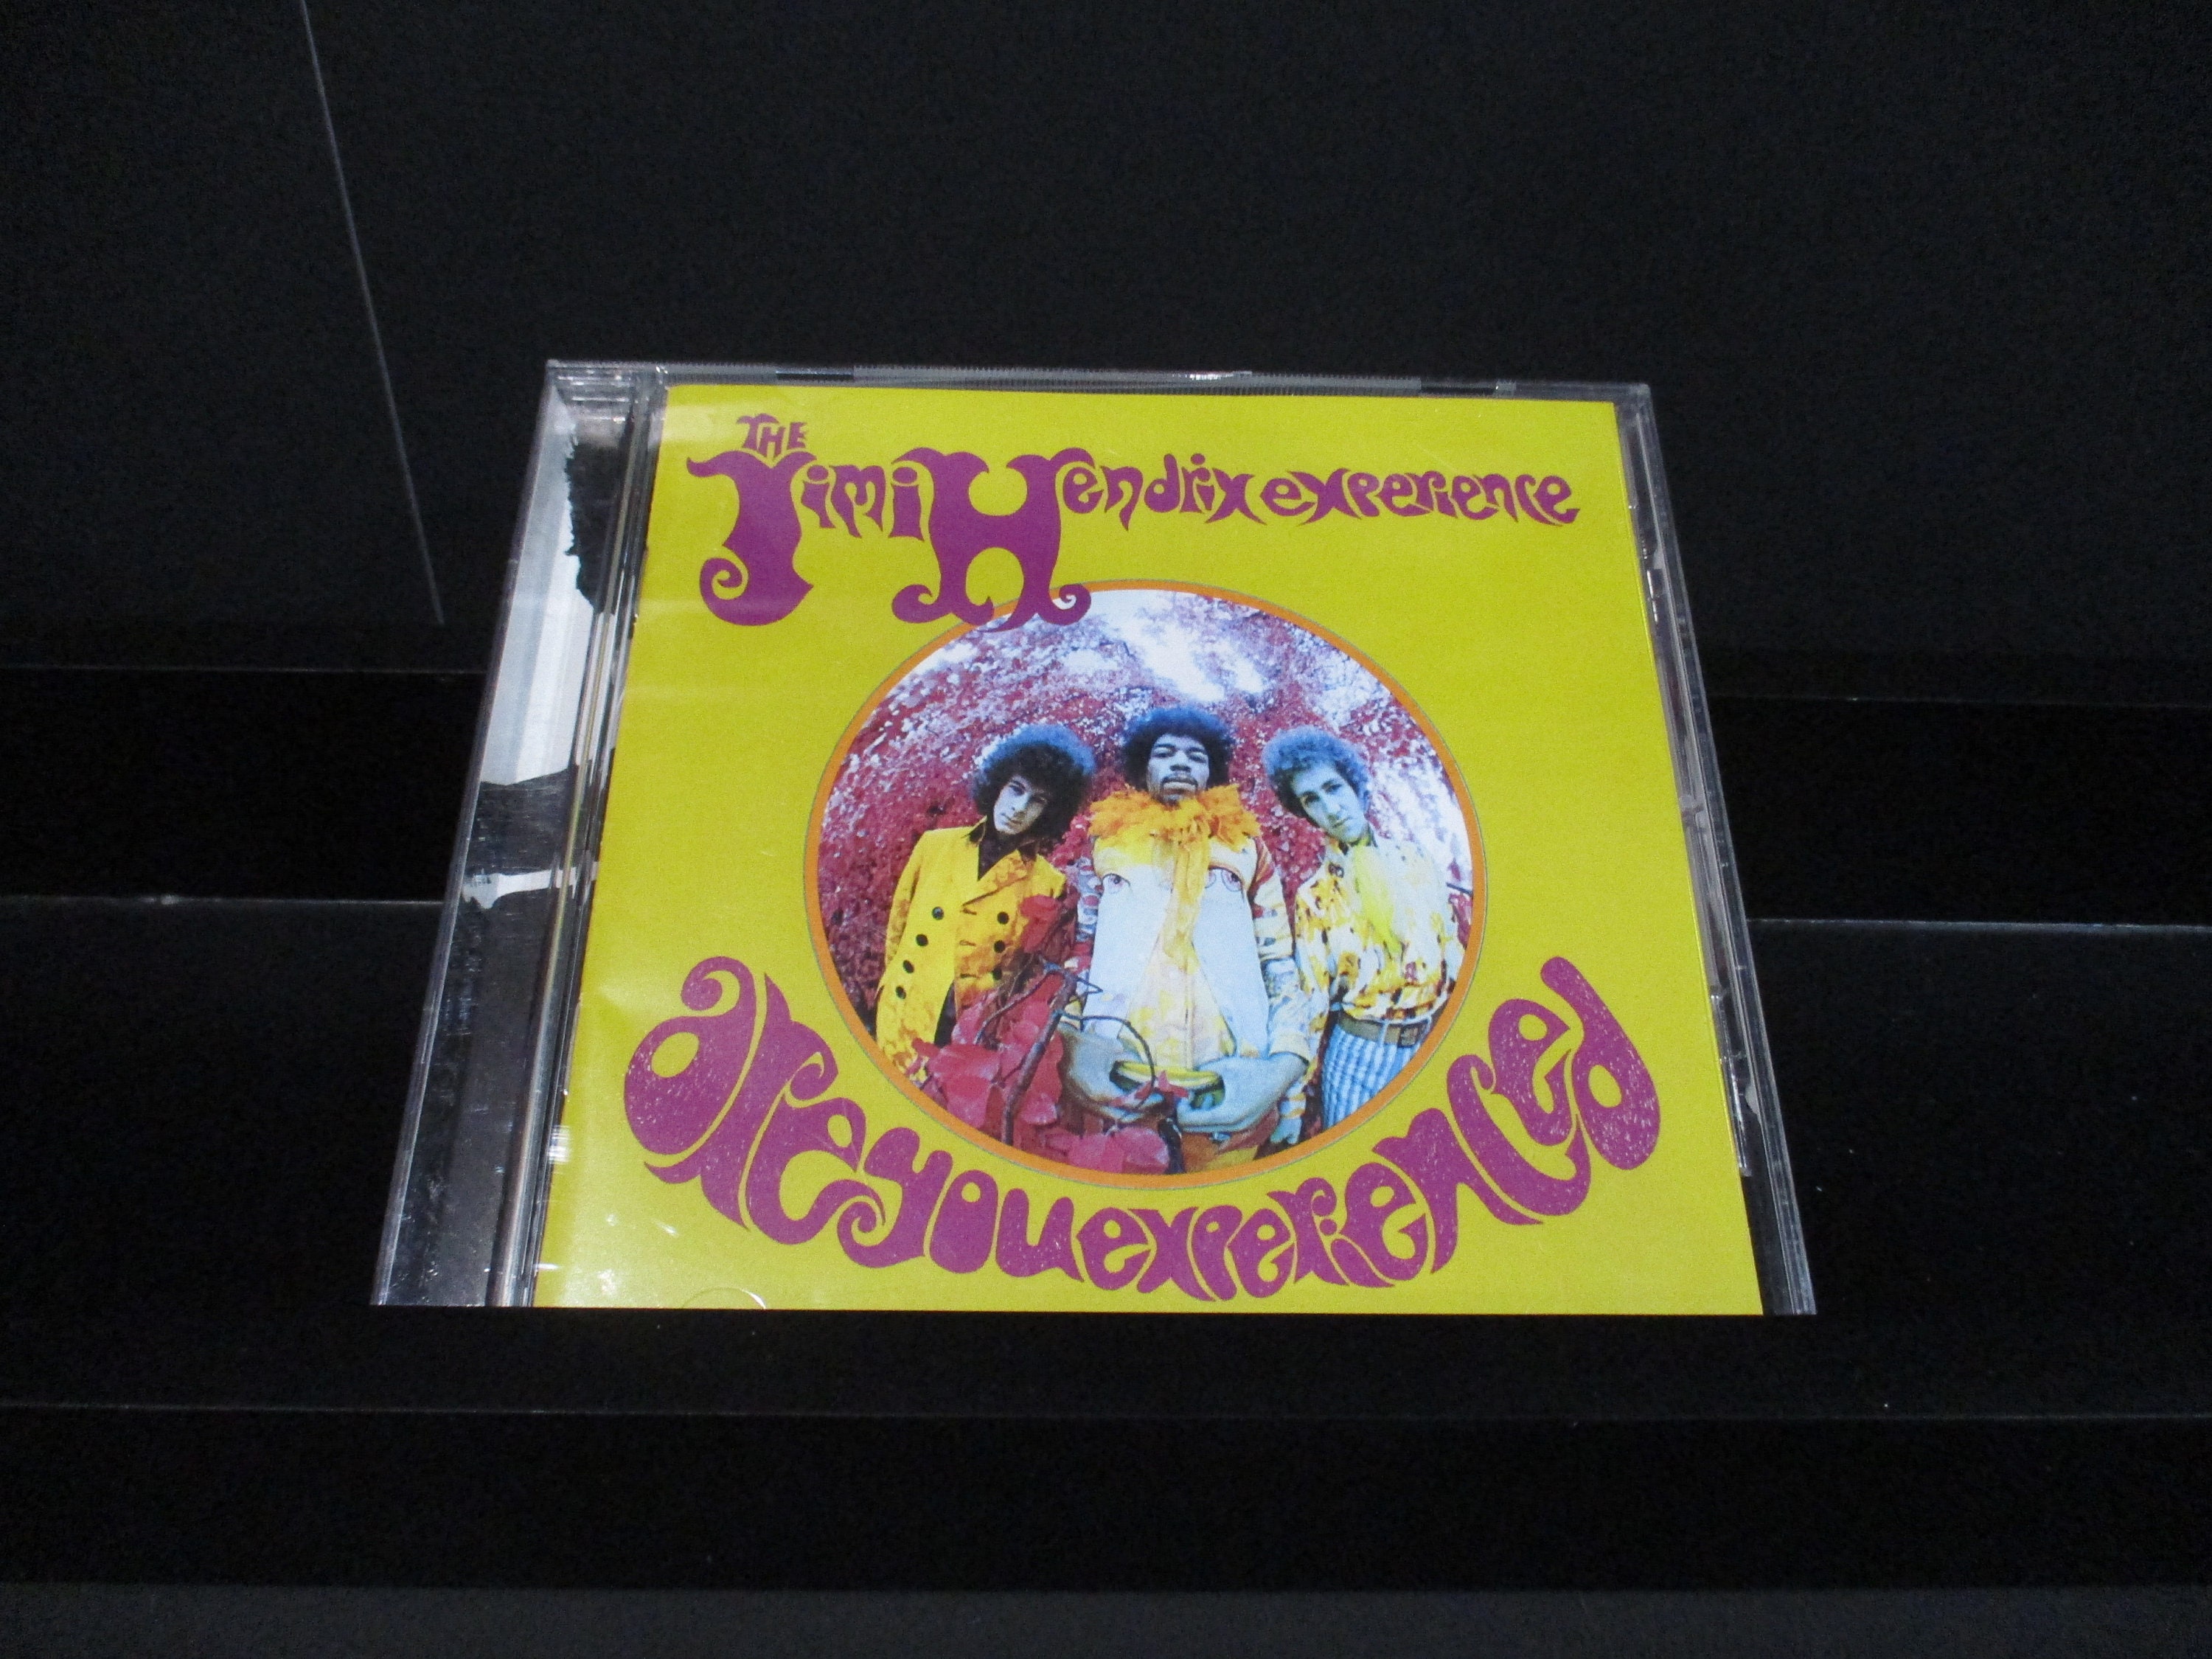 THE
Jimi Hendrix experience
are you experienced